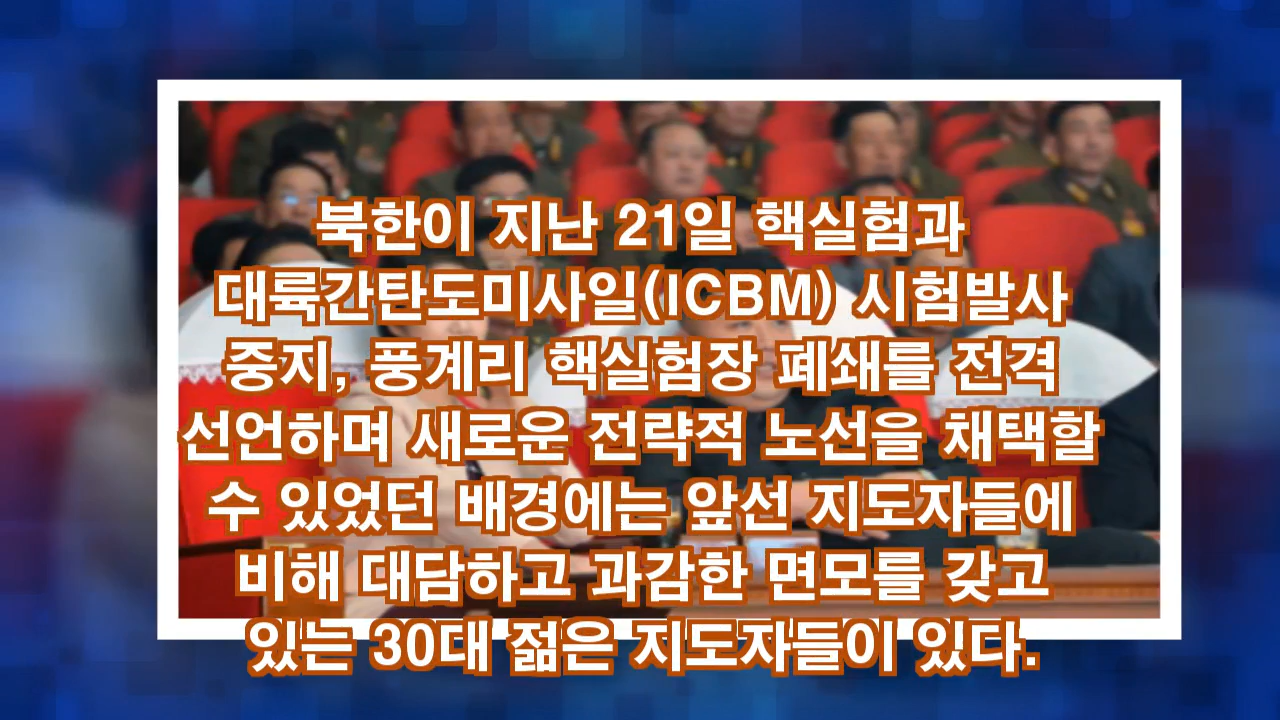 북한이 지난 21일 핵실험과
대륙간탄도미사일(ICBM) 시험발사
중지, 풍계리 핵실험장 폐쇄를 전격
선언하며 새로운 전략적 노선을 채택할
수 있었던 배경에는 앞선 지도자들에
비해 대담하고 과감한 면모를 갖고
있는 30대 젊은 지도자들이 있다.